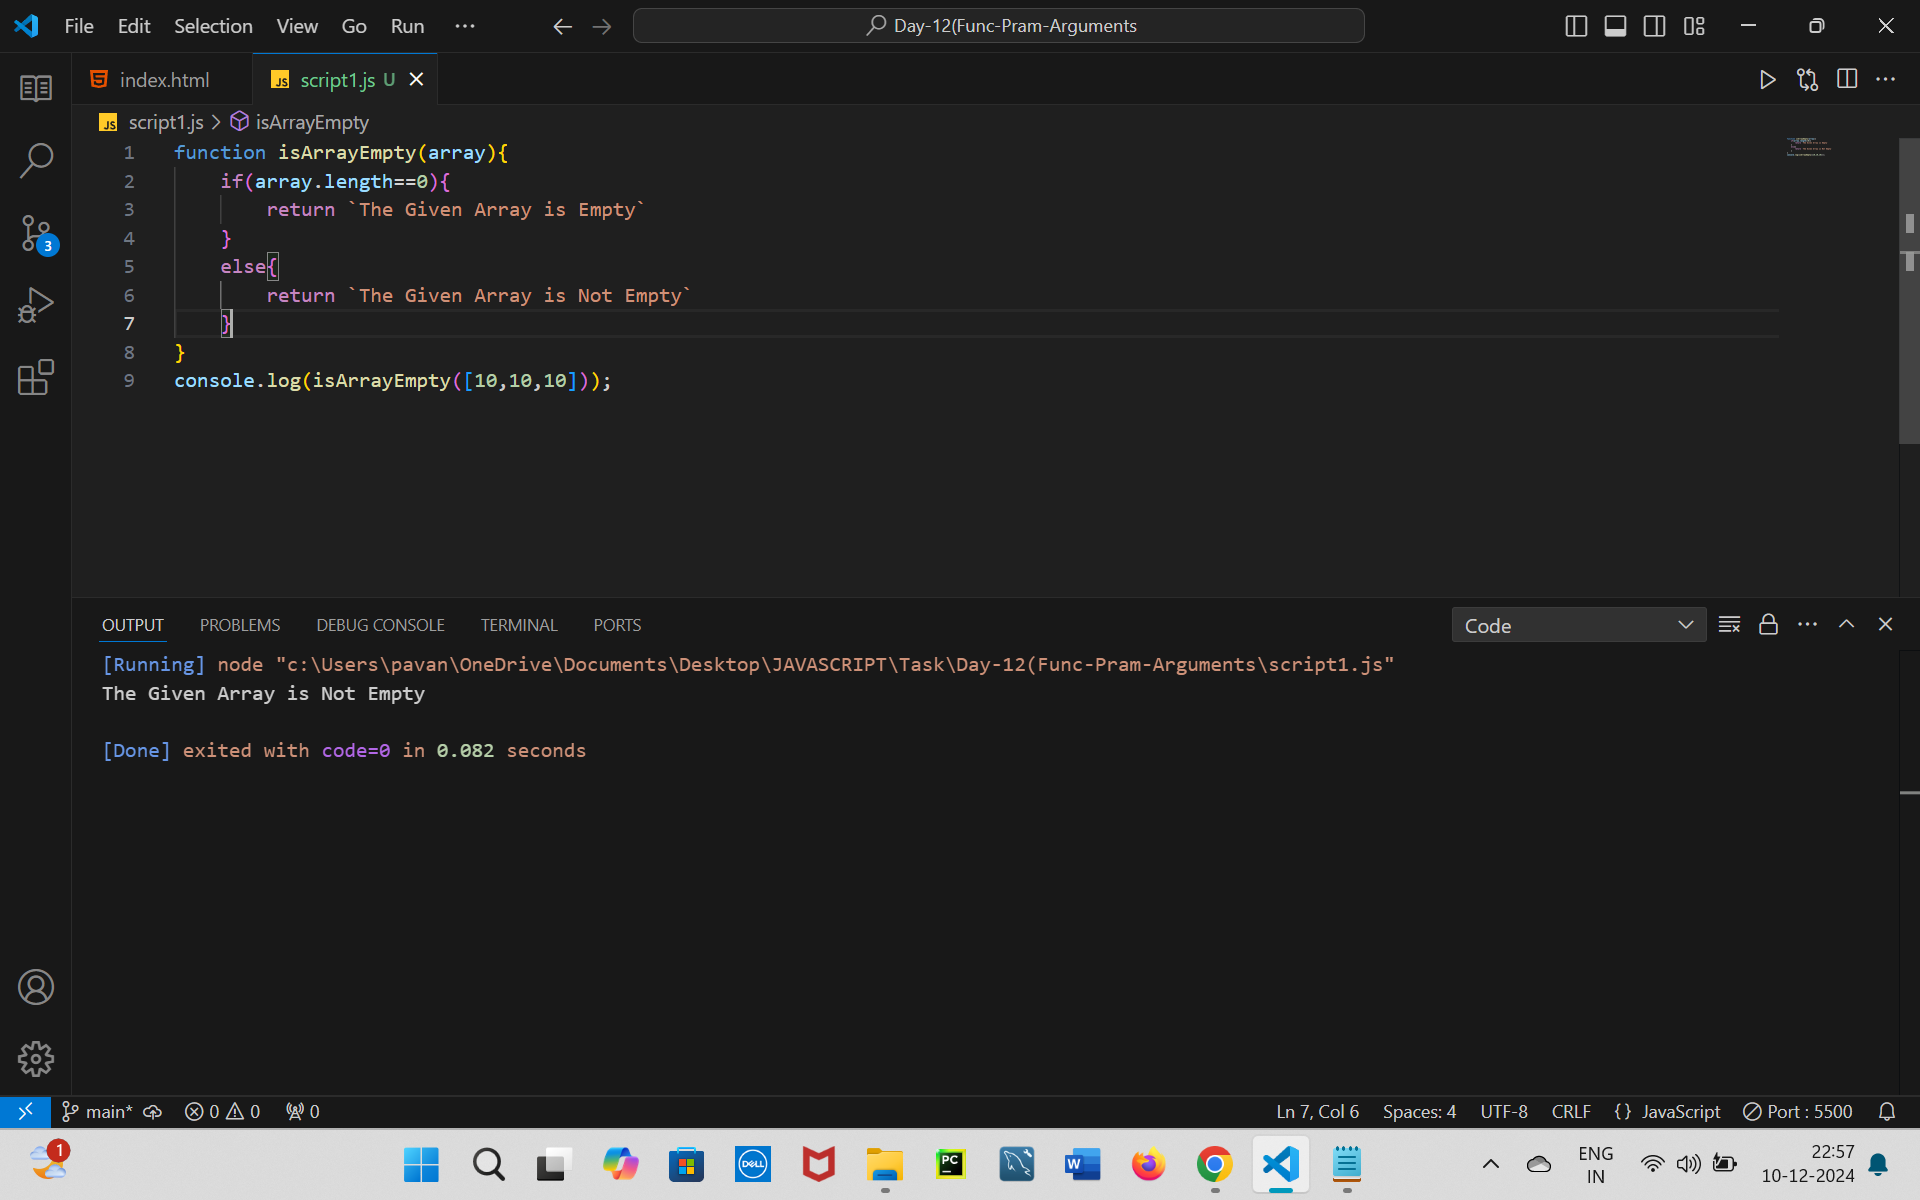 File Edit Selection View Go Run ··· Day-12(Func-Pram-Arguments
index.html
script1.js U
script1.js > isArrayEmpty
1 function isArrayEmpty(array){
2 if(array.length==0){
3 return `The Given Array is Empty`
4 }
5 else{
6 return `The Given Array is Not Empty`
7 }
8 }
9 console.log(isArrayEmpty([10,10,10]));
3
OUTPUT PROBLEMS DEBUG CONSOLE TERMINAL PORTS Code
[Running] node "c:\Users\pavan\OneDrive\Documents\Desktop\JAVASCRIPT\Task\Day-12(Func-Pram-Arguments\script1.js"
The Given Array is Not Empty
[Done] exited with code=0 in 0.082 seconds
main* 0 0 0 Ln 7, Col 6 Spaces: 4 UTF-8 CRLF {} JavaScript Port : 5500
1
DELL
PC
W
ENG
IN
22:57
10-12-2024